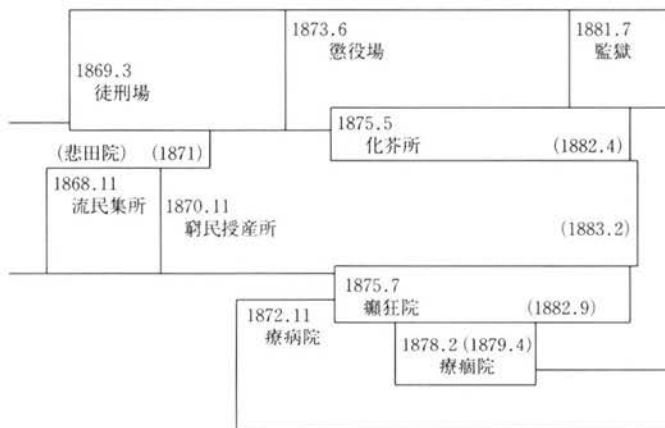 1869.3
徒刑場
1873.6
懲役場
1881.7
監獄
1875.5
化芥所 (1882.4)
(悲田院) (1871)
1868.11
流民集所
1870.11
窮民授産所
(1883.2)
1875.7
癲狂院 (1882.9)
1872.11
療病院
1878.2 (1879.4)
療痼院